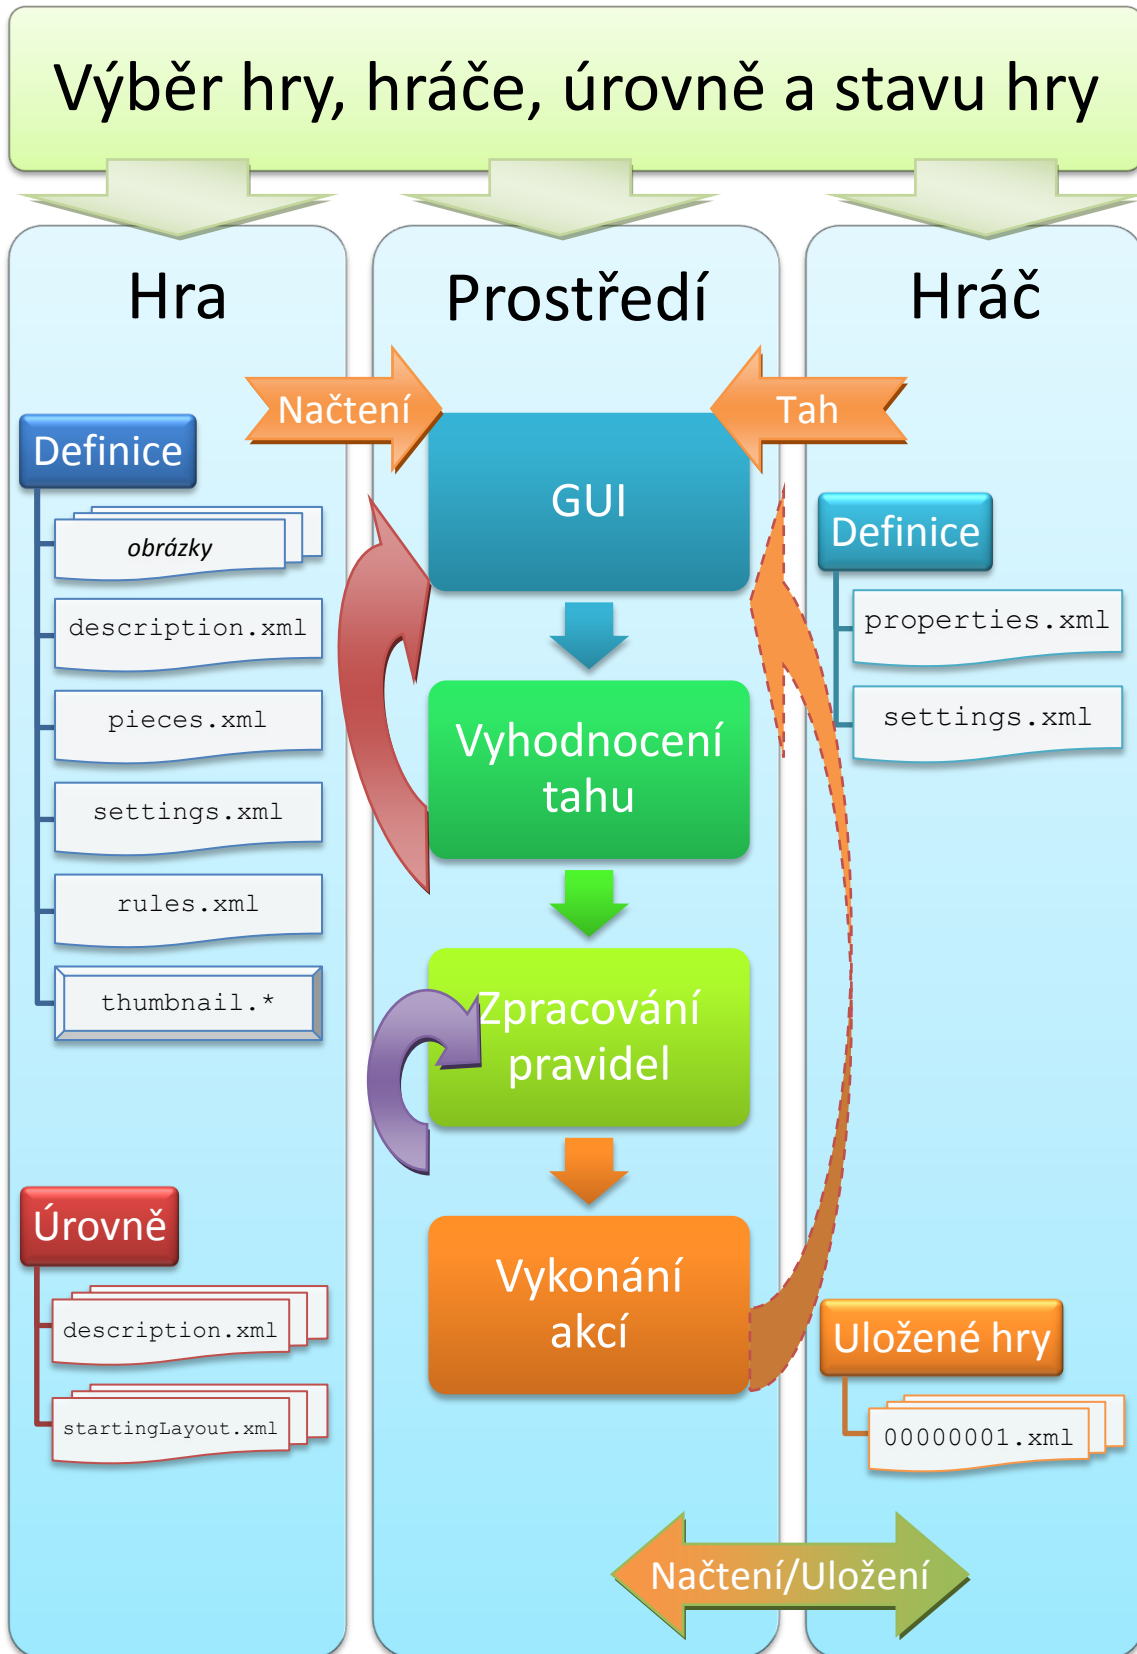 Výběr hry, hráče, úrovně a stavu hry
Hra
Načtení
Definice
obrázky
description.xml
pieces.xml
settings.xml
rules.xml
thumbnail.*
Úrovně
description.xml
startingLayout.xml
Prostředí
GUI
Vyhodnocení
tahu
Zpracování
pravidel
Vykonání
akcí
Hráč
Tah
Definice
properties.xml
settings.xml
Uložené hry
00000001.xml
Načtení/Uložení